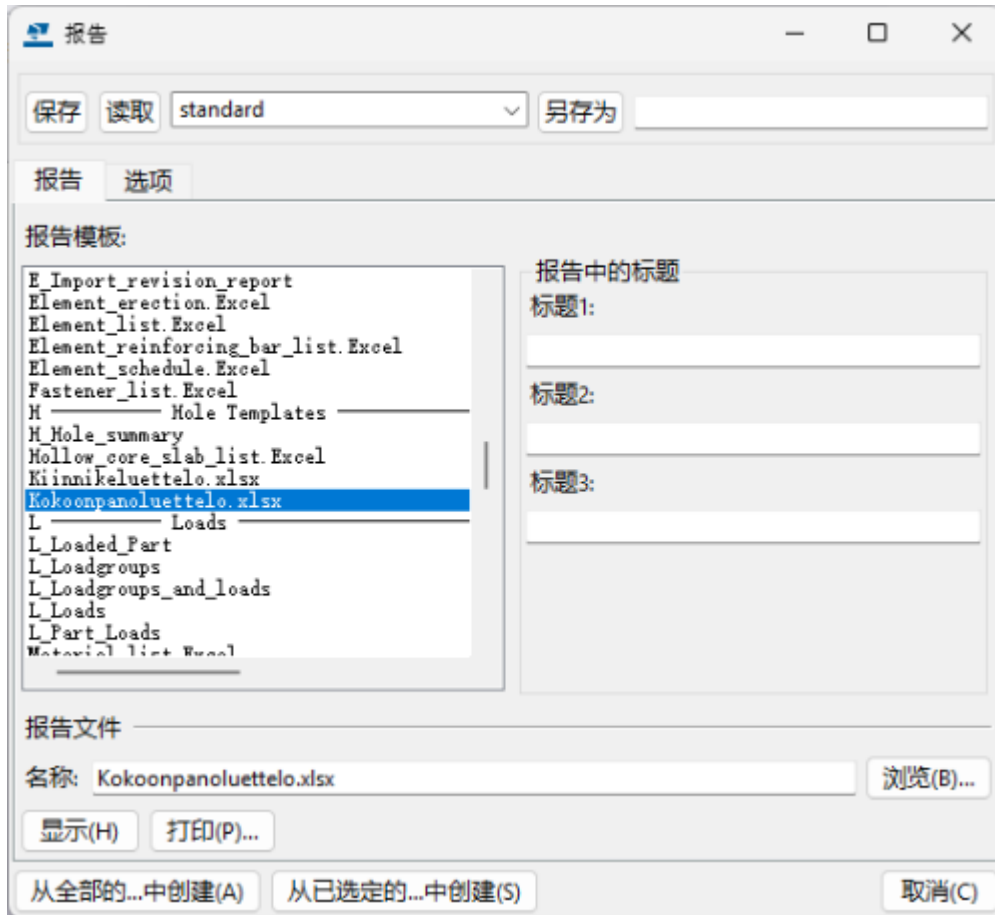 报告
保存 读取 standard 另存为
报告 选项
报告模板:
E_Import_revision_report
Element_erection.Excel
Element_list.Excel
Element_reinforcing_bar_list.Excel
Element_schedule.Excel
Fastener_list.Excel
H ———— Hole Templates ————
H_Hole_summary
Hollow_core_slab_list.Excel
Kiinnikeluettelo.xlsx
Kokoonpanoluettelo.xlsx
L ———— Loads ————
L_Loaded_Part
L_Loadgroups
L_Loadgroups_and_loads
L_Loads
L_Part_Loads
Material_list.Excel
报告中的标题
标题1:
标题2:
标题3:
报告文件
名称: Kokoonpanoluettelo.xlsx 浏览(B)...
显示(H) 打印(P)...
从全部的...中创建(A) 从已选定的...中创建(S) 取消(C)